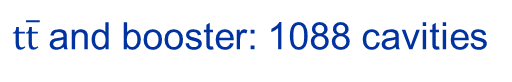 tt̅ and booster: 1088 cavities